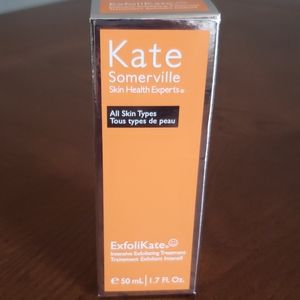 Kate
Somerville
Skin Health Experts®
All Skin Types
Tous types de peau
ExfoliKate®
Intensive Exfoliating Treatment
Traitement Exfoliant Intensif
e 50 mL | 1.7 Fl. Oz.